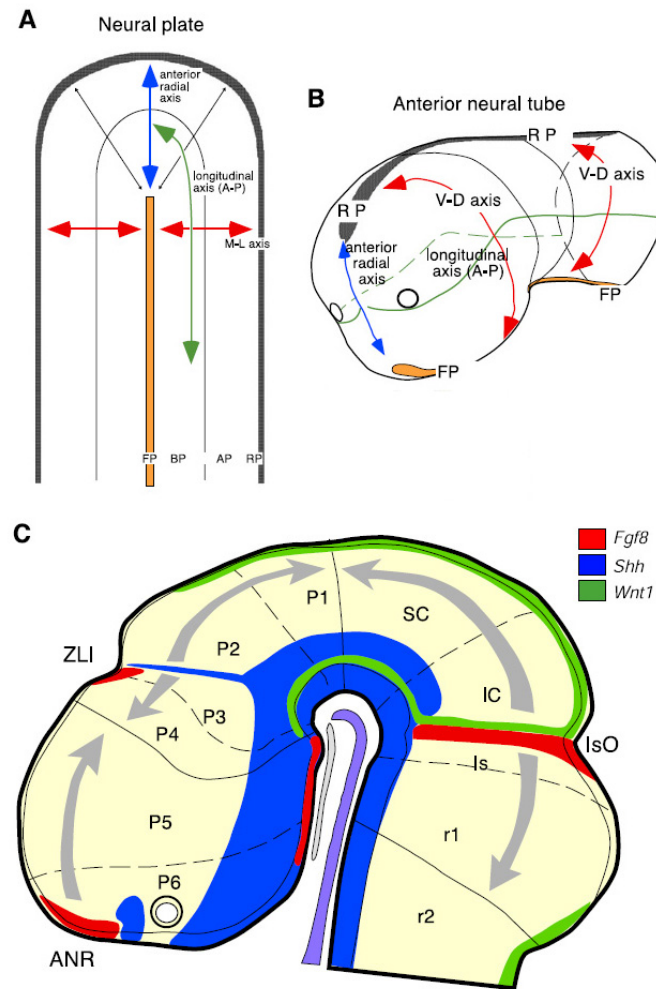 A
Neural plate
anterior
radial
axis
longitudinal
axis (A-P)
M-L axis
FP BP AP RP
B
Anterior neural tube
R P
V-D axis
V-D axis
R P
anterior
radial
axis
longitudinal
axis (A-P)
FP
FP
C
Fgf8
Shh
Wnt1
P1
SC
ZLI
P2
P3
P4
IC
IsO
Is
P5
r1
P6
r2
ANR